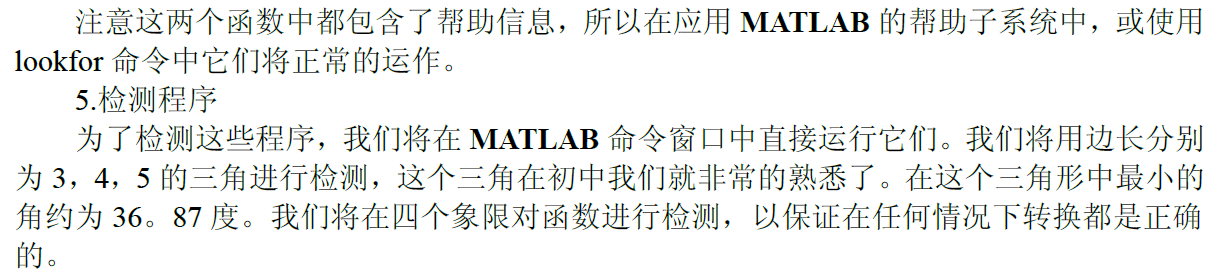 注意这两个函数中都包含了帮助信息，所以在应用 MATLAB 的帮助子系统中，或使用
lookfor 命令中它们将正常的运作。
5.检测程序
为了检测这些程序，我们将在 MATLAB 命令窗口中直接运行它们。我们将用边长分别
为 3，4，5 的三角进行检测，这个三角在初中我们就非常的熟悉了。在这个三角形中最小的
角约为 36。87 度。我们将在四个象限对函数进行检测，以保证在任何情况下转换都是正确
的。